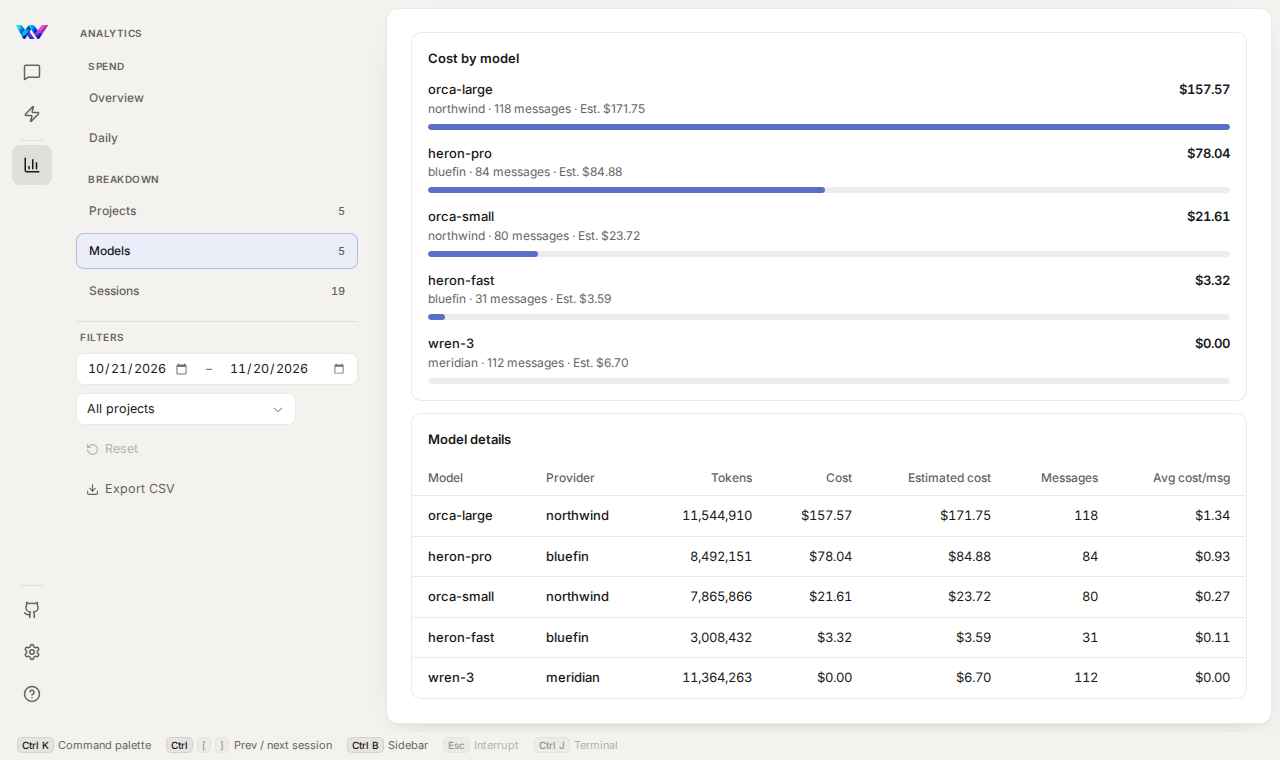 ANALYTICS
SPEND
Overview
Daily
BREAKDOWN
Projects 5
Models 5
Sessions 19
FILTERS
10/21/2026 – 11/20/2026
All projects
Reset
Export CSV
Cost by model
orca-large $157.57
northwind · 118 messages · Est. $171.75
heron-pro $78.04
bluefin · 84 messages · Est. $84.88
orca-small $21.61
northwind · 80 messages · Est. $23.72
heron-fast $3.32
bluefin · 31 messages · Est. $3.59
wren-3 $0.00
meridian · 112 messages · Est. $6.70
Model details
Model Provider Tokens Cost Estimated cost Messages Avg cost/msg
orca-large northwind 11,544,910 $157.57 $171.75 118 $1.34
heron-pro bluefin 8,492,151 $78.04 $84.88 84 $0.93
orca-small northwind 7,865,866 $21.61 $23.72 80 $0.27
heron-fast bluefin 3,008,432 $3.32 $3.59 31 $0.11
wren-3 meridian 11,364,263 $0.00 $6.70 112 $0.00
Ctrl K Command palette Ctrl [ ] Prev / next session Ctrl B Sidebar Esc Interrupt Ctrl J Terminal